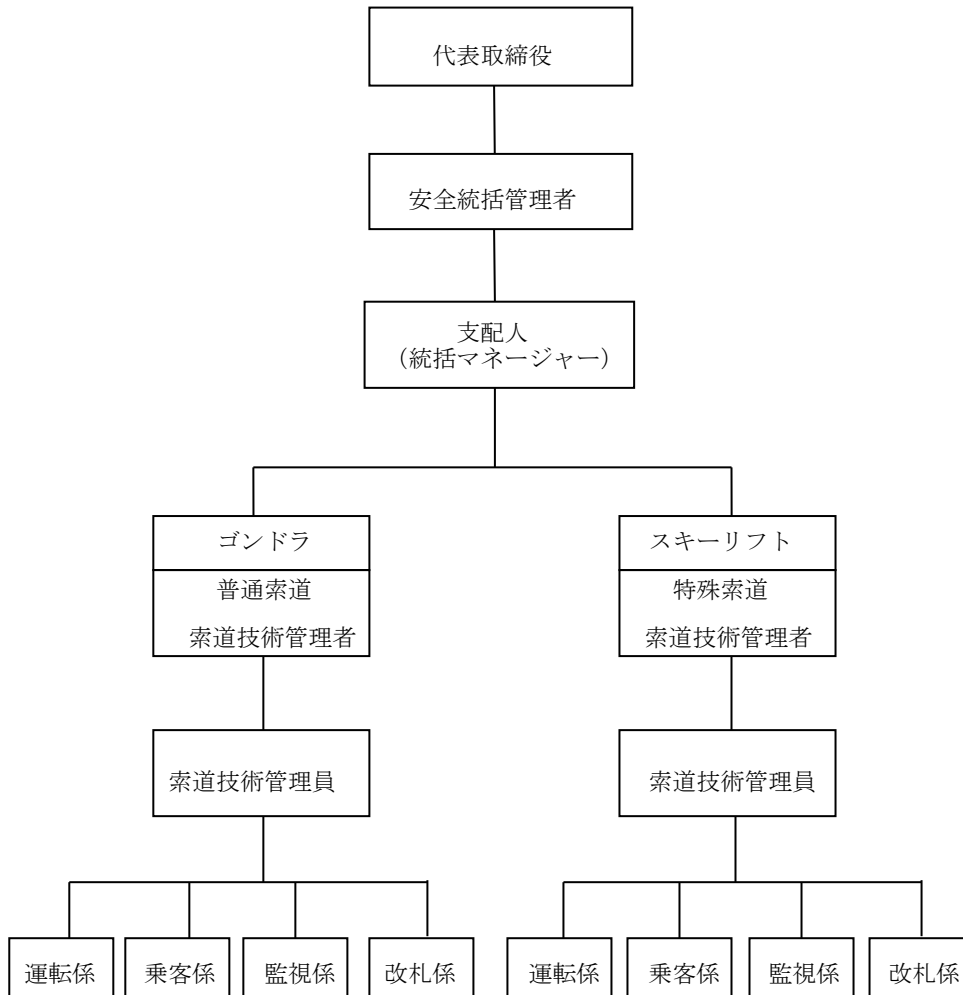 代表取締役
安全統括管理者
支配人
（統括マネージャー）
ゴンドラ
普通索道
索道技術管理者
スキーリフト
特殊索道
索道技術管理者
索道技術管理員
索道技術管理員
運転係
乗客係
監視係
改札係
運転係
乗客係
監視係
改札係